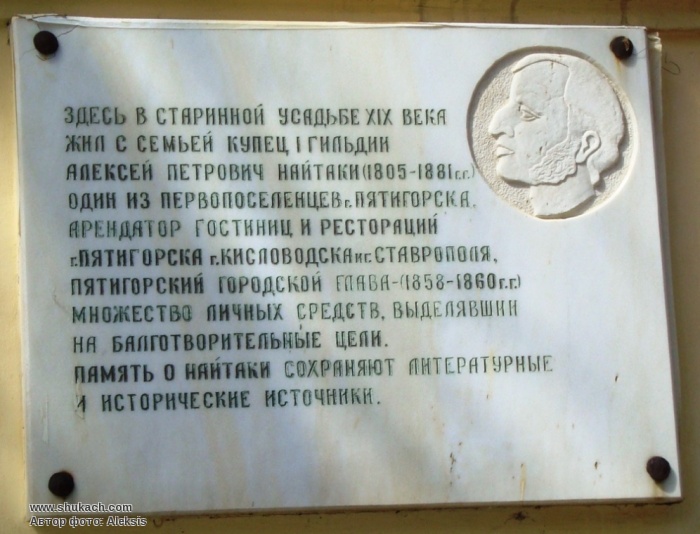 ЗДЕСЬ В СТАРИННОЙ УСАДЬБЕ XIX ВЕКА
ЖИЛ С СЕМЬЕЙ КУПЕЦ I ГИЛЬДИИ
АЛЕКСЕЙ ПЕТРОВИЧ НАЙТАКИ (1805-1881 г.г.)
ОДИН ИЗ ПЕРВОПОСЕЛЕНЦЕВ г. ПЯТИГОРСКА.
АРЕНДАТОР ГОСТИНИЦ И РЕСТОРАЦИЙ
г. ПЯТИГОРСКА г. КИСЛОВОДСКА и г. СТАВРОПОЛЯ,
ПЯТИГОРСКИЙ ГОРОДСКОЙ ГЛАВА-(1858-1860 г.г.)
МНОЖЕСТВО ЛИЧНЫХ СРЕДСТВ, ВЫДЕЛЯВШИЙ
НА БАЛГОТВОРИТЕЛЬНЫЕ ЦЕЛИ.
ПАМЯТЬ О НАЙТАКИ СОХРАНЯЮТ ЛИТЕРАТУРНЫЕ
И ИСТОРИЧЕСКИЕ ИСТОЧНИКИ.
www.shukach.com
Автор фото: Aleksis